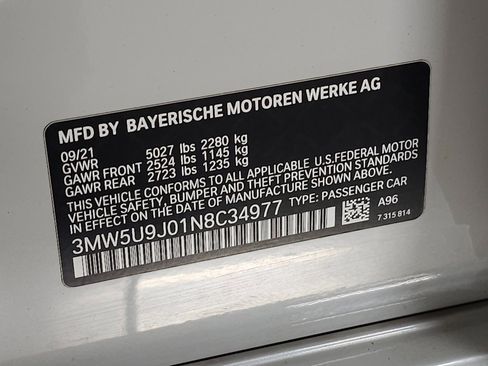 MFD BY BAYERISCHE MOTOREN WERKE AG
09/21
GVWR 5027 lbs 2280 kg
GAWR FRONT 2524 lbs 1145 kg
GAWR REAR 2723 lbs 1235 kg
THIS VEHICLE CONFORMS TO ALL APPLICABLE U.S. FEDERAL MOTOR
VEHICLE SAFETY, BUMPER AND THEFT PREVENTION STANDARDS
IN EFFECT ON THE DATE OF MANUFACTURE SHOWN ABOVE.
3MW5U9J01N8C34977 TYPE: PASSENGER CAR
A96
7 315 814